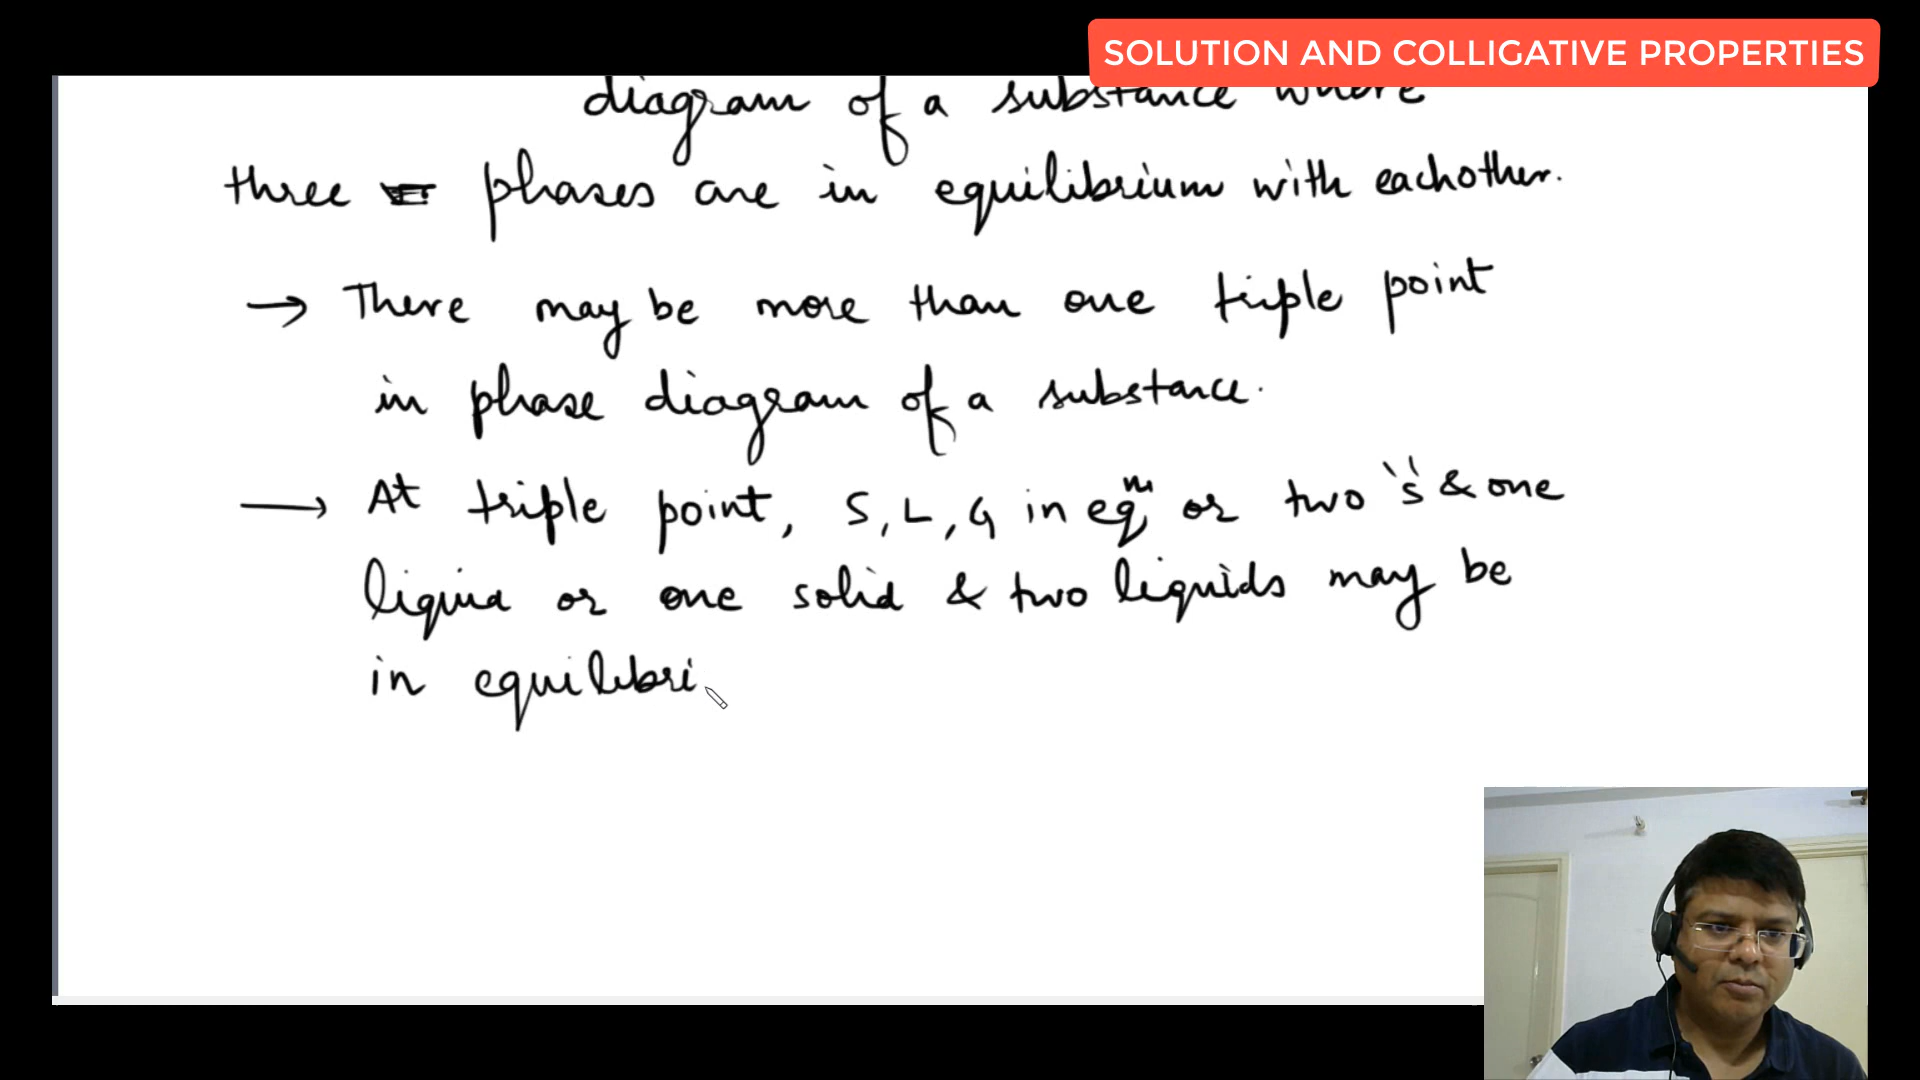 SOLUTION AND COLLIGATIVE PROPERTIES
diagram of a substance where
three phases are in equilibrium with eachother.
→ There may be more than one triple point
in phase diagram of a substance.
→ At triple point, S, L, G in eqᵐ or two "s" & one
liquid or one solid & two liquids may be
in equilibri